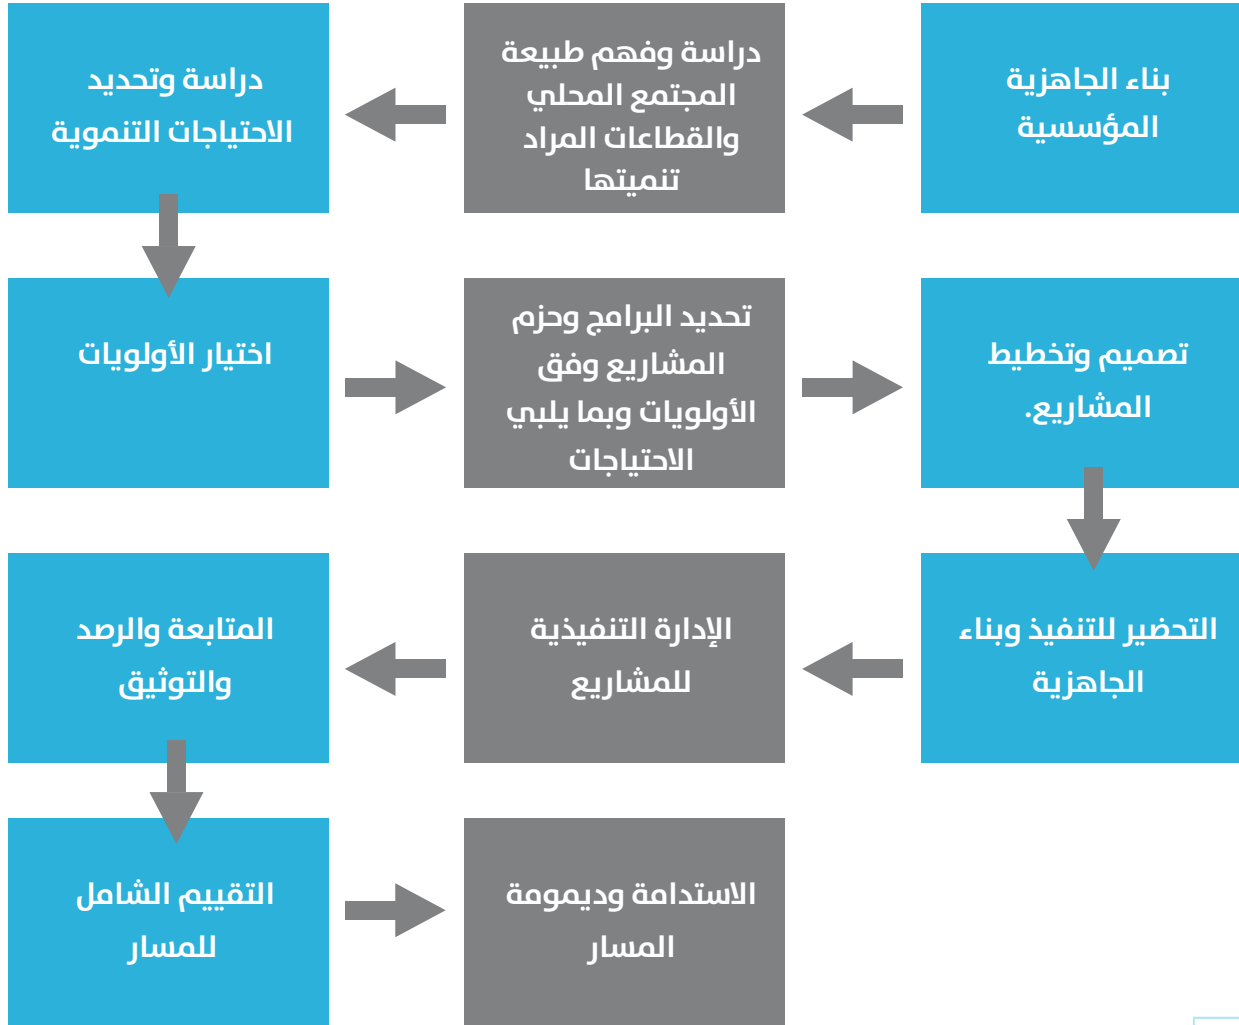 بناء الجاهزية
المؤسسية
دراسة وفهم طبيعة
المجتمع المحلي
والقطاعات المراد
تنميتها
دراسة وتحديد
الاحتياجات التنموية
اختيار الأولويات
تحديد البرامج وحزم
المشاريع وفق
الأولويات وبما يلبي
الاحتياجات
تصميم وتخطيط
المشاريع.
التحضير للتنفيذ وبناء
الجاهزية
الإدارة التنفيذية
للمشاريع
المتابعة والرصد
والتوثيق
التقييم الشامل
للمسار
الاستدامة وديمومة
المسار